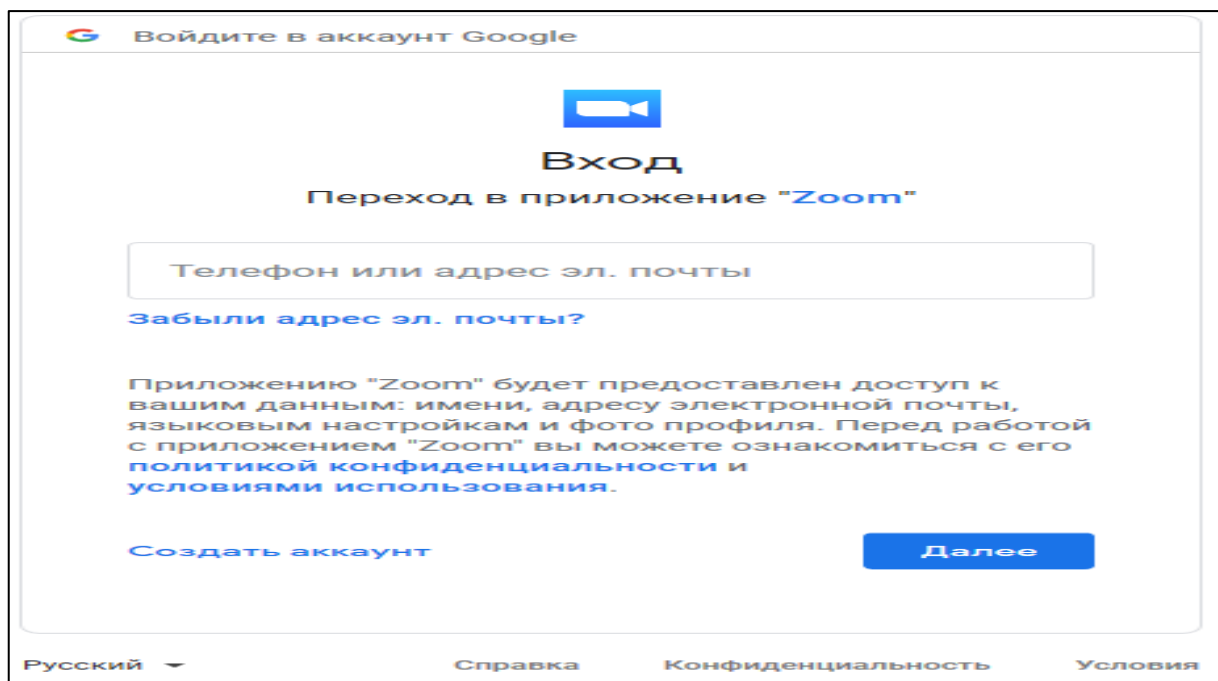 Войдите в аккаунт Google
Вход
Переход в приложение "Zoom"
Телефон или адрес эл. почты
Забыли адрес эл. почты?
Приложению "Zoom" будет предоставлен доступ к
вашим данным: имени, адресу электронной почты,
языковым настройкам и фото профиля. Перед работой
с приложением "Zoom" вы можете ознакомиться с его
политикой конфиденциальности и
условиями использования.
Создать аккаунт Далее
Русский Справка Конфиденциальность Условия